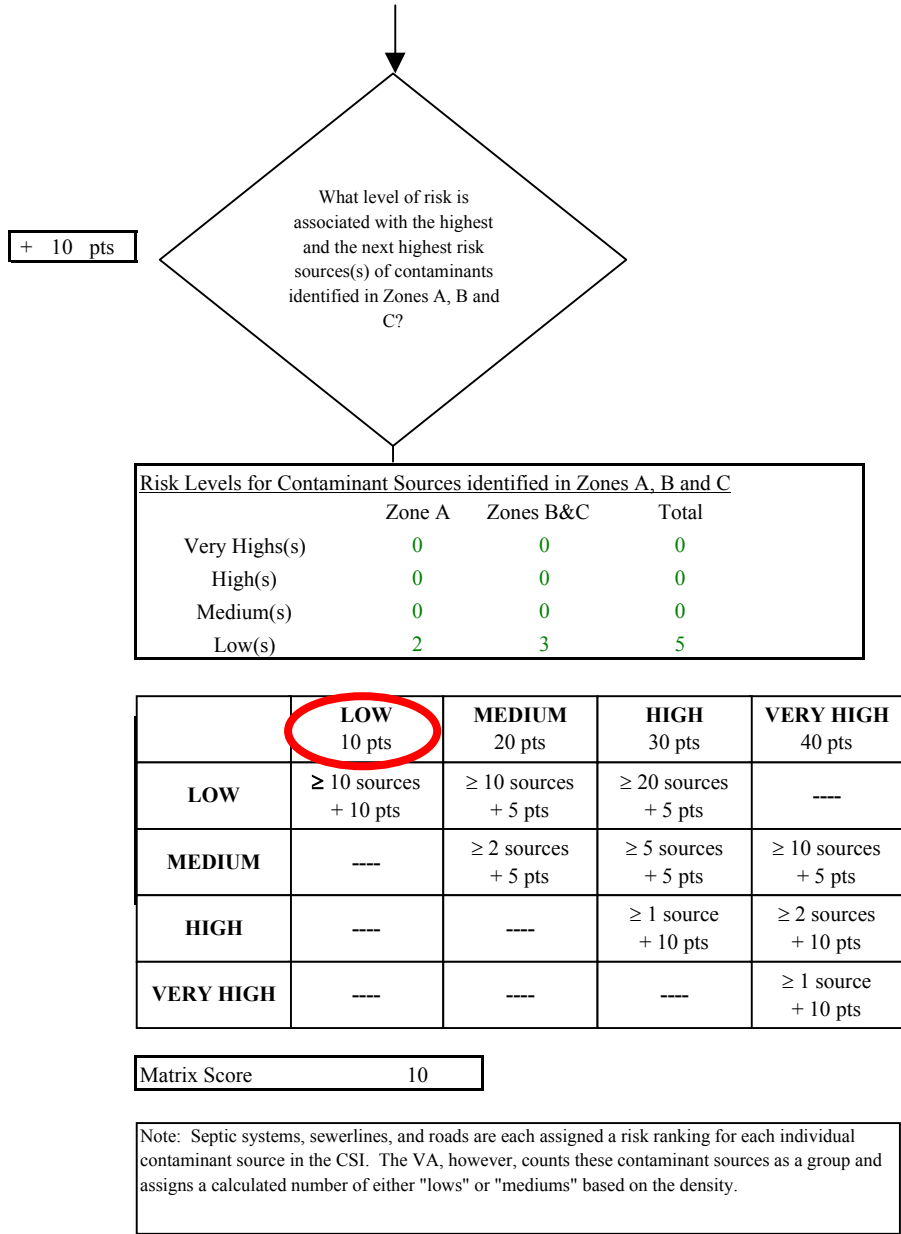 What level of risk is
associated with the highest
+ 10 pts
and the next highest risk
sources(s) of contaminants
identified in Zones A, B and
C?
Risk Levels for Contaminant Sources identified in Zones A, B and C
Zone A Zones B&C Total
Very Highs(s) 0 0 0
High(s) 0 0 0
Medium(s) 0 0 0
Low(s) 2 3 5
LOW MEDIUM HIGH VERY HIGH
10 pts 20 pts 30 pts 40 pts
LOW ≥ 10 sources ≥ 10 sources ≥ 20 sources ----
+ 10 pts + 5 pts + 5 pts
MEDIUM ---- ≥ 2 sources ≥ 5 sources ≥ 10 sources
+ 5 pts + 5 pts + 5 pts
HIGH ---- ---- ≥ 1 source ≥ 2 sources
+ 10 pts + 10 pts
VERY HIGH ---- ---- ---- ≥ 1 source
+ 10 pts
Matrix Score 10
Note: Septic systems, sewerlines, and roads are each assigned a risk ranking for each individual
contaminant source in the CSI. The VA, however, counts these contaminant sources as a group and
assigns a calculated number of either "lows" or "mediums" based on the density.